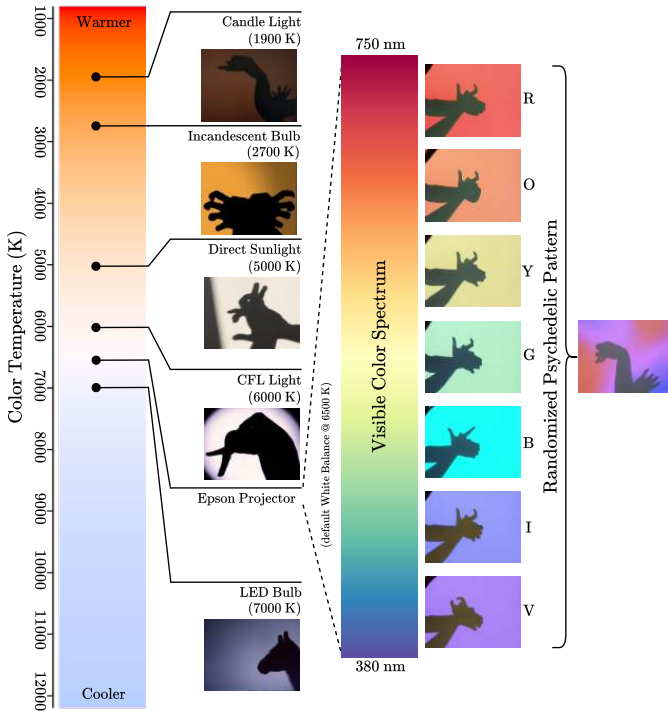 Color Temperature (K)
1000
2000
3000
4000
5000
6000
7000
8000
9000
10000
11000
12000
Warmer
Cooler
Candle Light
(1900 K)
Incandescent Bulb
(2700 K)
Direct Sunlight
(5000 K)
CFL Light
(6000 K)
Epson Projector
(default White Balance @ 6500 K)
LED Bulb
(7000 K)
750 nm
Visible Color Spectrum
380 nm
R
O
Y
G
B
I
V
Randomized Psychedelic Pattern